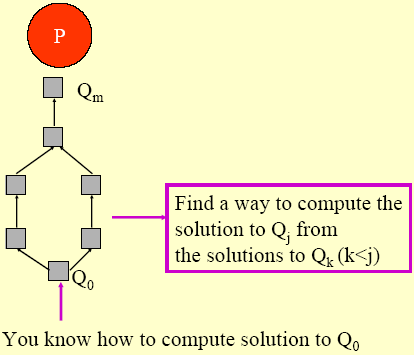 P
Qm
Find a way to compute the
solution to Qj from
the solutions to Qk (k<j)
Q0
You know how to compute solution to Q0